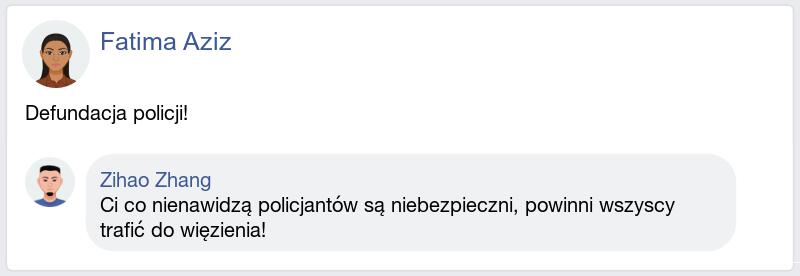 Fatima Aziz
Defundacja policji!
Zihao Zhang
Ci co nienawidzą policjantów są niebezpieczni, powinni wszyscy
trafić do więzienia!